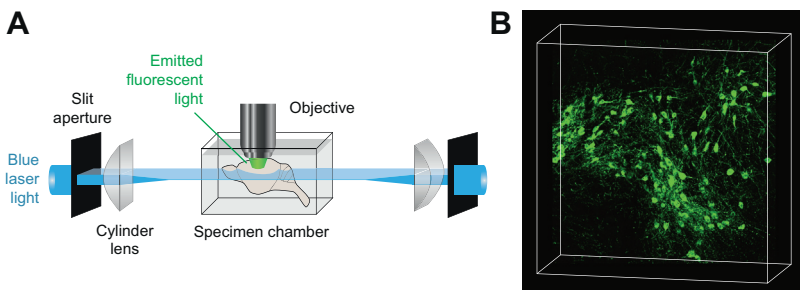 A
Emitted
fluorescent
light
Slit
aperture
Objective
Blue
laser
light
Cylinder
lens
Specimen chamber
B